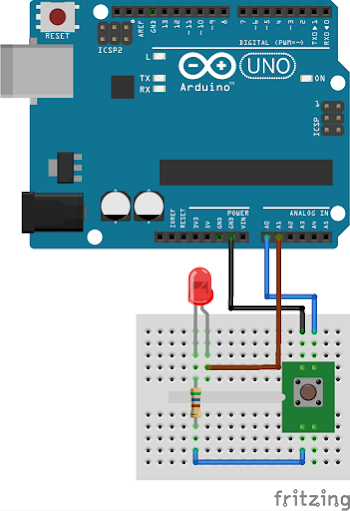 RESET
ICSP2
AREF
GND
13
12
~11
~10
~9
8
7
~6
~5
4
~3
2
TX0▸1
RX0◂0
DIGITAL (PWM=~)
L
TX
RX
Arduino™
UNO
ON
1
ICSP
IOREF
RESET
3V3
5V
GND
GND
VIN
POWER
ANALOG IN
A0
A1
A2
A3
A4
A5
fritzing